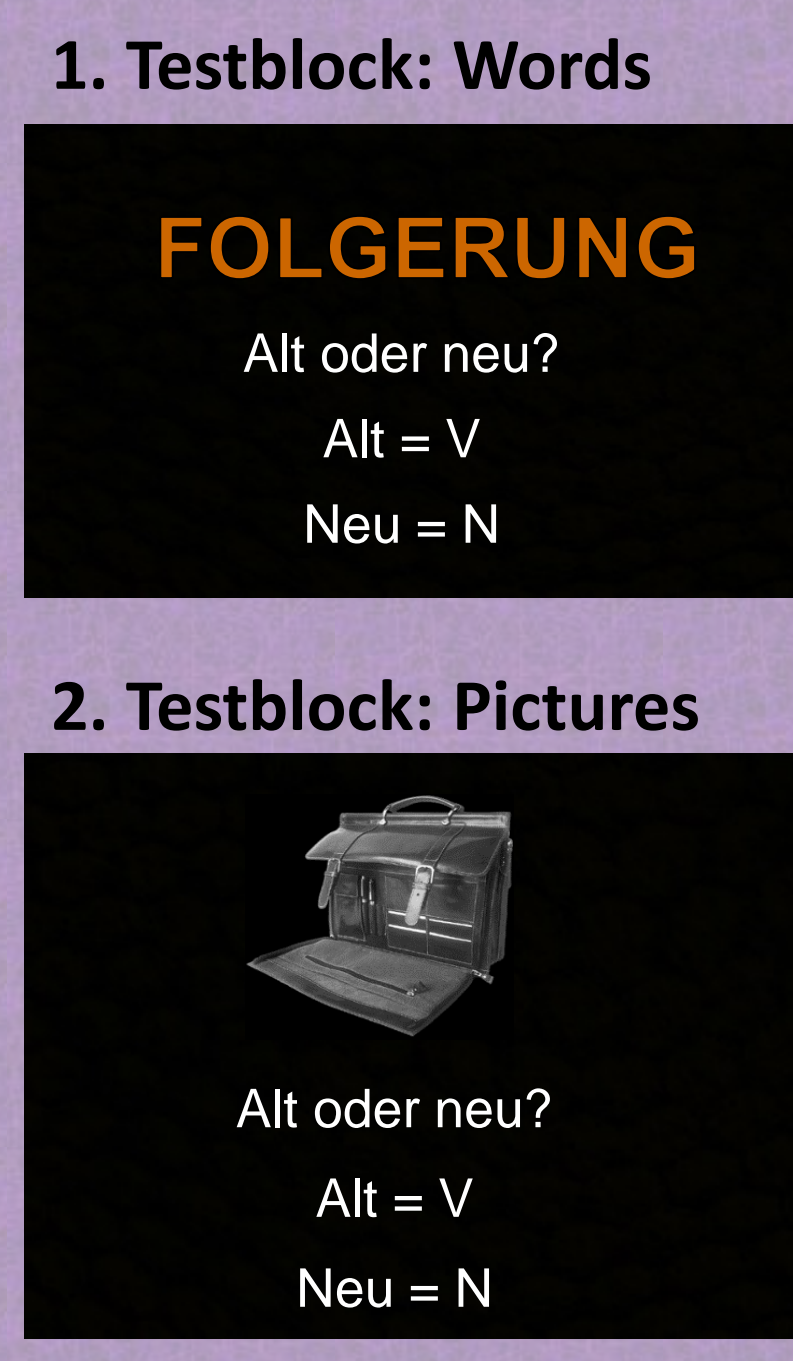 1. Testblock: Words
FOLGERUNG
Alt oder neu?
Alt = V
Neu = N
2. Testblock: Pictures
Alt oder neu?
Alt = V
Neu = N